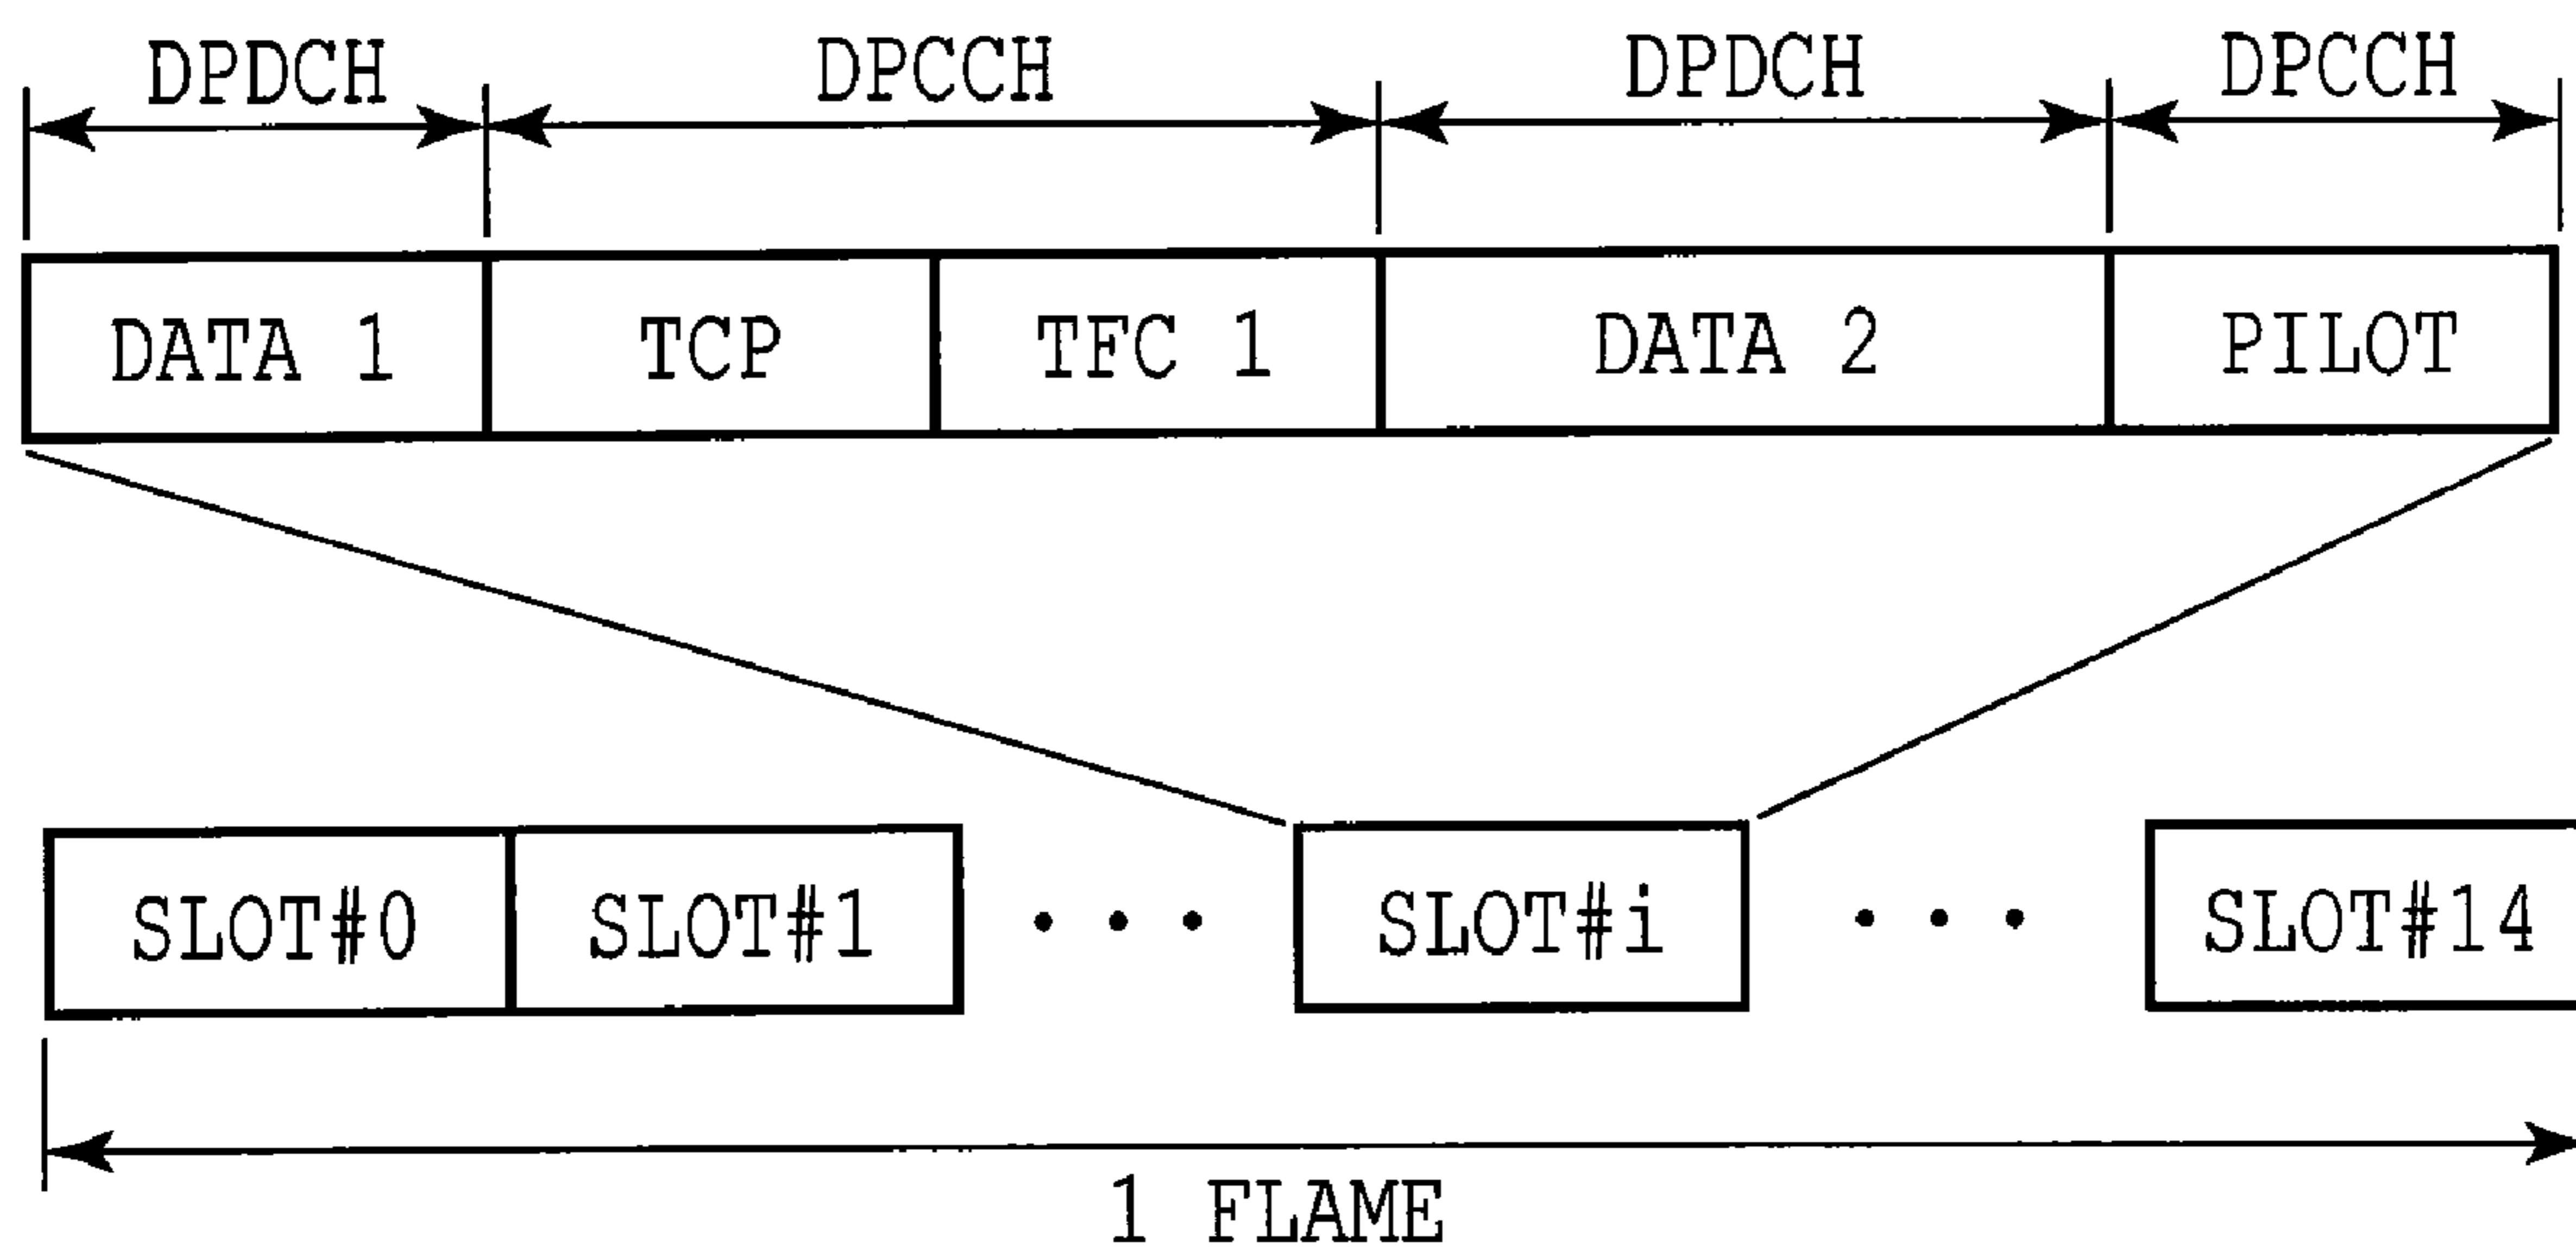 DPDCH DPCCH DPDCH DPCCH
DATA 1 TCP TFC 1 DATA 2 PILOT
SLOT#0 SLOT#1 • • • SLOT#i • • • SLOT#14
1 FLAME